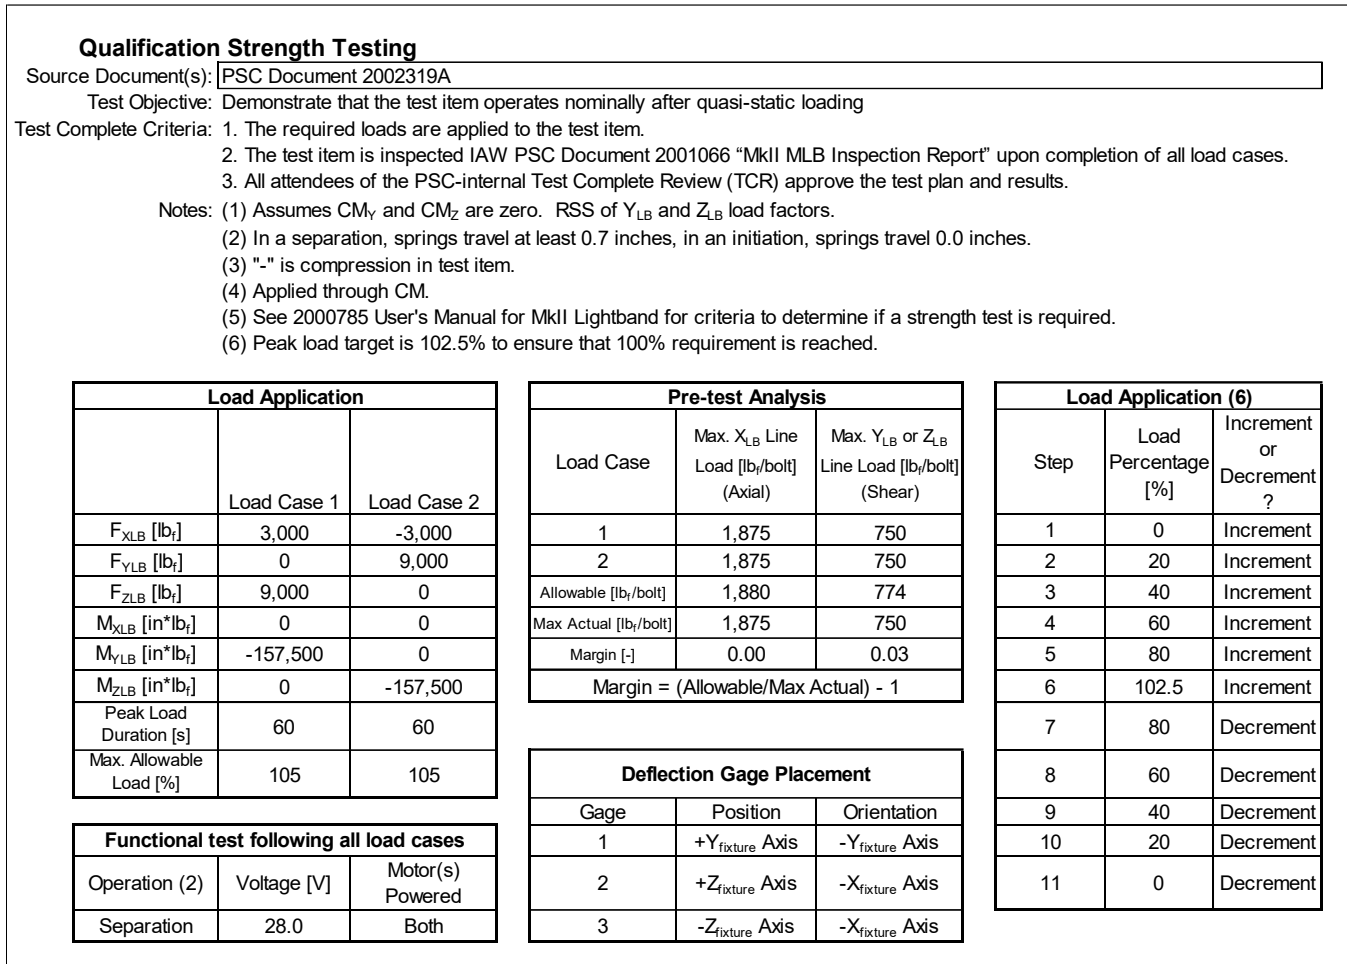 Qualification Strength Testing
Source Document(s): PSC Document 2002319A
Test Objective: Demonstrate that the test item operates nominally after quasi-static loading
Test Complete Criteria: 1. The required loads are applied to the test item.
2. The test item is inspected IAW PSC Document 2001066 “MkII MLB Inspection Report” upon completion of all load cases.
3. All attendees of the PSC-internal Test Complete Review (TCR) approve the test plan and results.
Notes: (1) Assumes CMY and CMZ are zero. RSS of YLB and ZLB load factors.
(2) In a separation, springs travel at least 0.7 inches, in an initiation, springs travel 0.0 inches.
(3) "-" is compression in test item.
(4) Applied through CM.
(5) See 2000785 User's Manual for MkII Lightband for criteria to determine if a strength test is required.
(6) Peak load target is 102.5% to ensure that 100% requirement is reached.
Load Application
Load Case 1 Load Case 2
FXLB [lbf] 3,000 -3,000
FYLB [lbf] 0 9,000
FZLB [lbf] 9,000 0
MXLB [in*lbf] 0 0
MYLB [in*lbf] -157,500 0
MZLB [in*lbf] 0 -157,500
Peak Load
Duration [s] 60 60
Max. Allowable
Load [%] 105 105
Functional test following all load cases
Operation (2) Voltage [V] Motor(s)
Powered
Separation 28.0 Both
Pre-test Analysis
Load Case
Max. XLB Line
Load [lbf/bolt]
(Axial)
Max. YLB or ZLB
Line Load [lbf/bolt]
(Shear)
1 1,875 750
2 1,875 750
Allowable [lbf/bolt] 1,880 774
Max Actual [lbf/bolt] 1,875 750
Margin [-] 0.00 0.03
Margin = (Allowable/Max Actual) - 1
Deflection Gage Placement
Gage Position Orientation
1 +Yfixture Axis -Yfixture Axis
2 +Zfixture Axis -Xfixture Axis
3 -Zfixture Axis -Xfixture Axis
Load Application (6)
Step
Load
Percentage
[%]
Increment
or
Decrement
?
1 0 Increment
2 20 Increment
3 40 Increment
4 60 Increment
5 80 Increment
6 102.5 Increment
7 80 Decrement
8 60 Decrement
9 40 Decrement
10 20 Decrement
11 0 Decrement